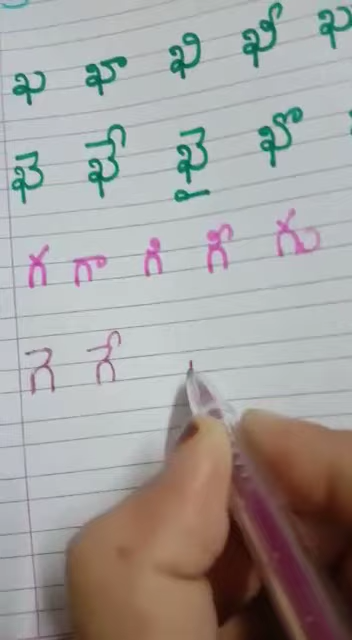 ఖ ఖా ఖి ఖీ ఖు
ఖె ఖే ఖై ఖొ
గ గా గి గీ గు
గె గే